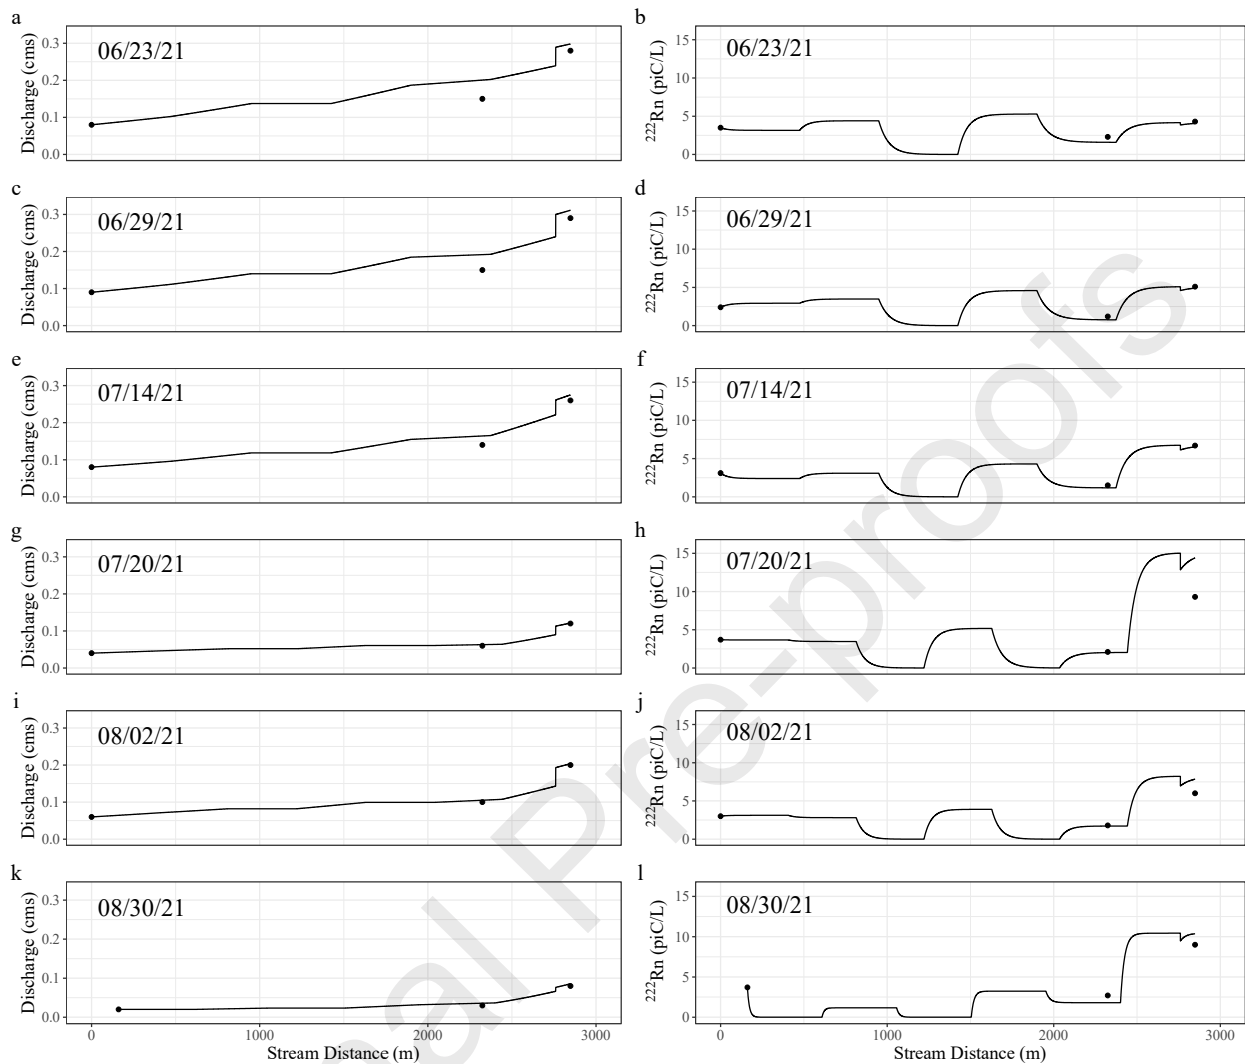 a
b
06/23/21
06/23/21
Discharge (cms)
0.3
0.2
0.1
0.0
222Rn (piC/L)
15
10
5
0
c
d
06/29/21
06/29/21
Discharge (cms)
0.3
0.2
0.1
0.0
222Rn (piC/L)
15
10
5
0
e
f
07/14/21
07/14/21
Discharge (cms)
0.3
0.2
0.1
0.0
222Rn (piC/L)
15
10
5
0
g
h
07/20/21
07/20/21
Discharge (cms)
0.3
0.2
0.1
0.0
222Rn (piC/L)
15
10
5
0
i
j
08/02/21
08/02/21
Discharge (cms)
0.3
0.2
0.1
0.0
222Rn (piC/L)
15
10
5
0
k
l
08/30/21
08/30/21
Discharge (cms)
0.3
0.2
0.1
0.0
222Rn (piC/L)
15
10
5
0
0 1000 2000 3000
0 1000 2000 3000
Stream Distance (m)
Stream Distance (m)
al Pre-proofs